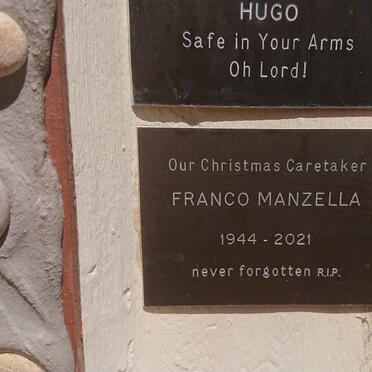 HUGO
Safe in Your Arms
Oh Lord!
Our Christmas Caretaker
FRANCO MANZELLA
1944 - 2021
never forgotten R.I.P.